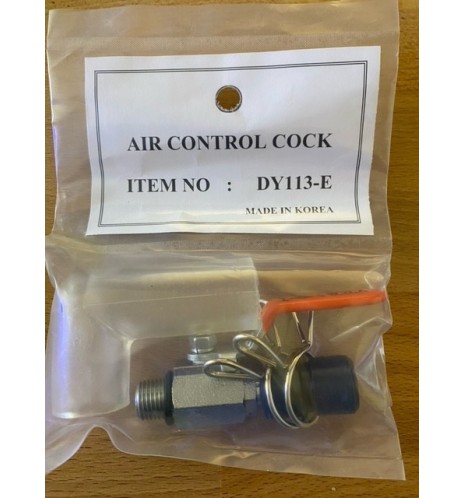 AIR CONTROL COCK
ITEM NO : DY113-E
MADE IN KOREA